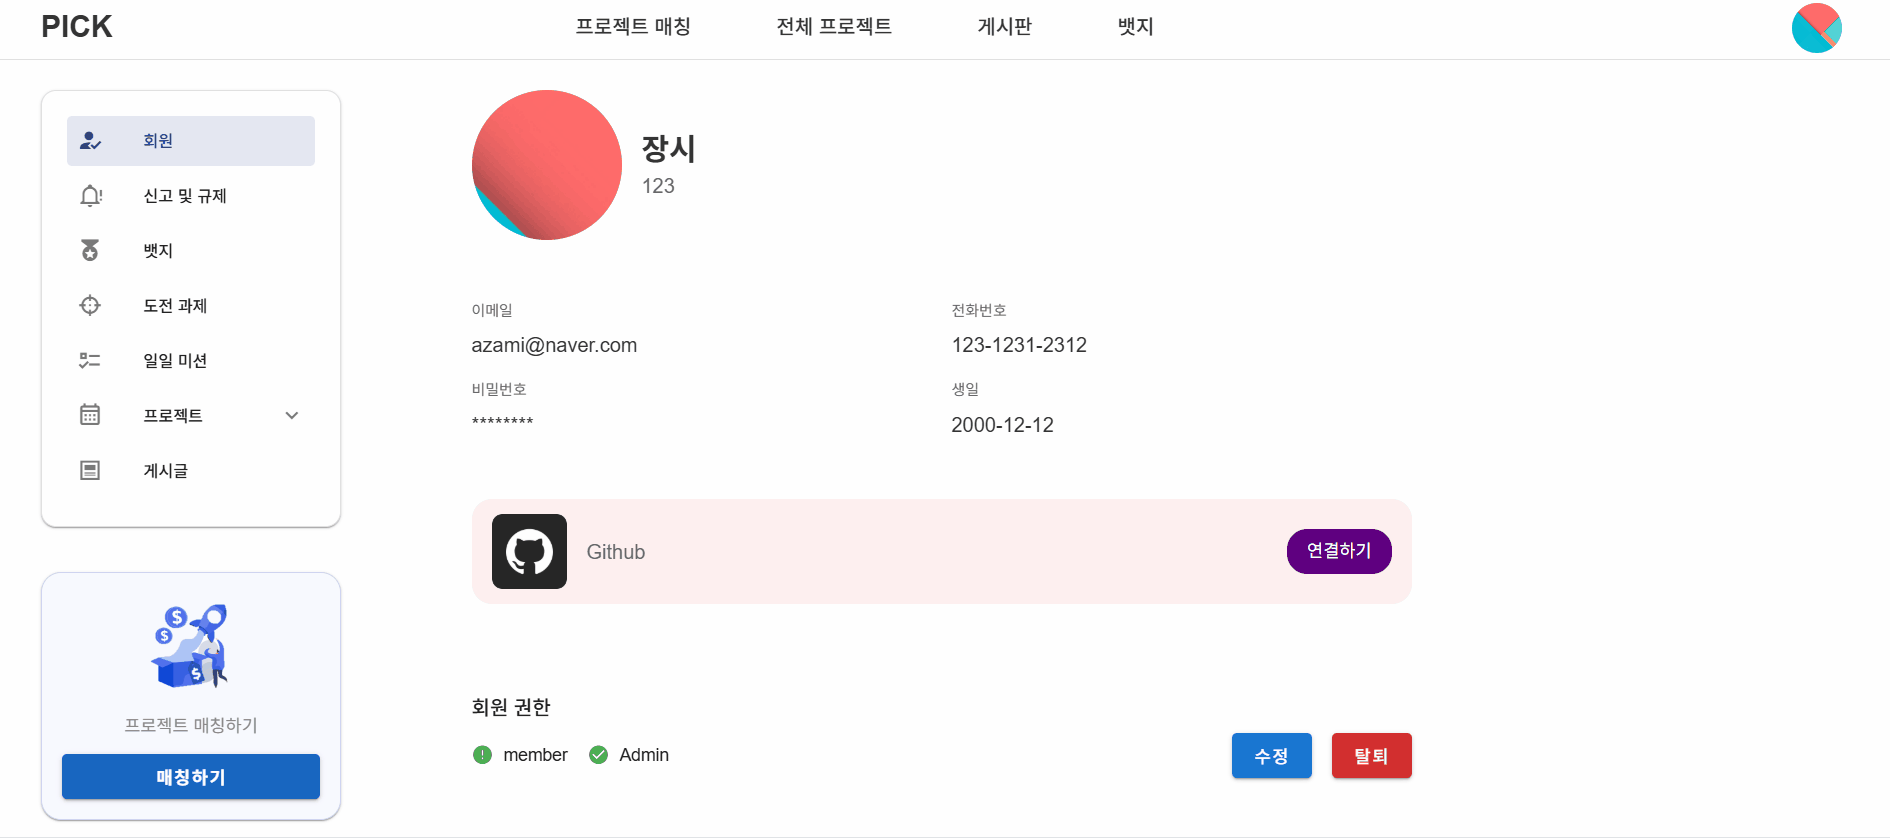 PICK
프로젝트 매칭
전체 프로젝트
게시판
뱃지
회원
신고 및 규제
뱃지
도전 과제
일일 미션
프로젝트
게시글
프로젝트 매칭하기
매칭하기
장시
123
이메일
azami@naver.com
전화번호
123-1231-2312
비밀번호
********
생일
2000-12-12
Github
연결하기
회원 권한
member
Admin
수정
탈퇴